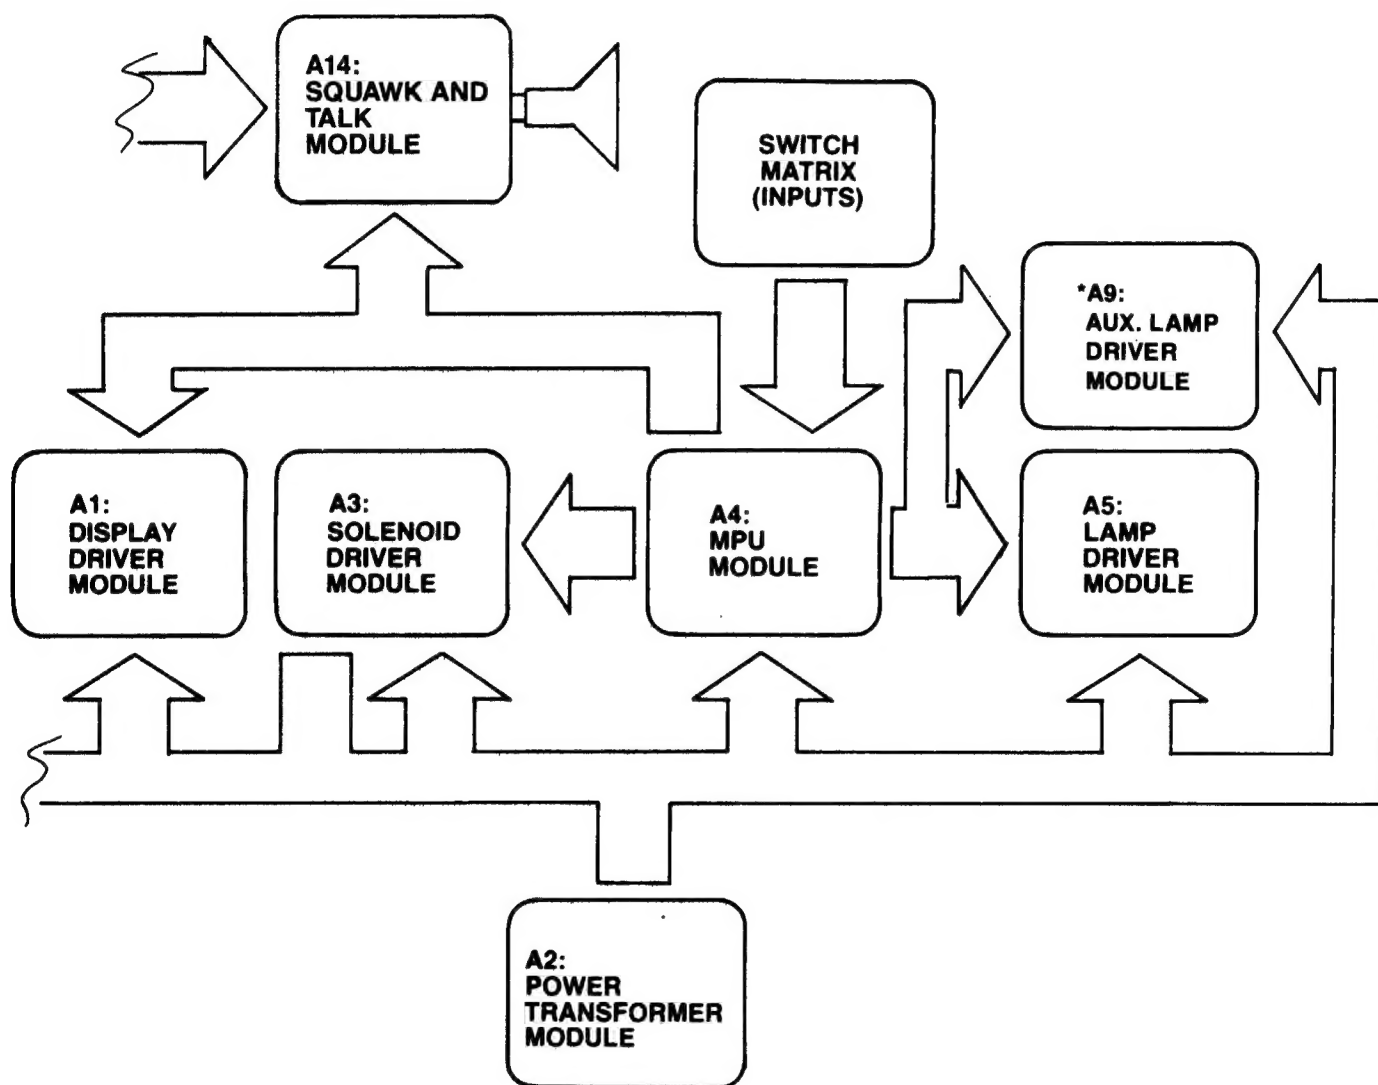 A14:
SQUAWK AND
TALK
MODULE
SWITCH
MATRIX
(INPUTS)
*A9:
AUX. LAMP
DRIVER
MODULE
A1:
DISPLAY
DRIVER
MODULE
A3:
SOLENOID
DRIVER
MODULE
A4:
MPU
MODULE
A5:
LAMP
DRIVER
MODULE
A2:
POWER
TRANSFORMER
MODULE